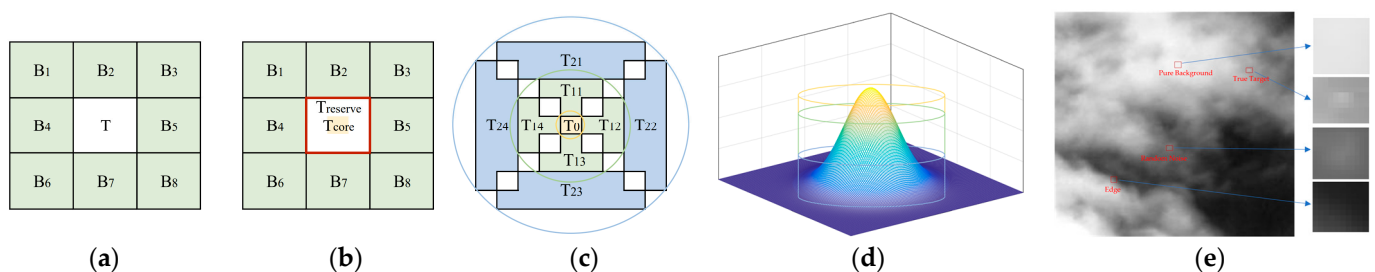 B1 B2 B3
B4 T B5
B6 B7 B8
B1 B2 B3
Treserve
B4 Tcore B5
B6 B7 B8
T21
T11
T24 T14 T0 T12 T22
T13
T23
Pure Background
True Target
Edge
(a) (b) (c) (d) (e)